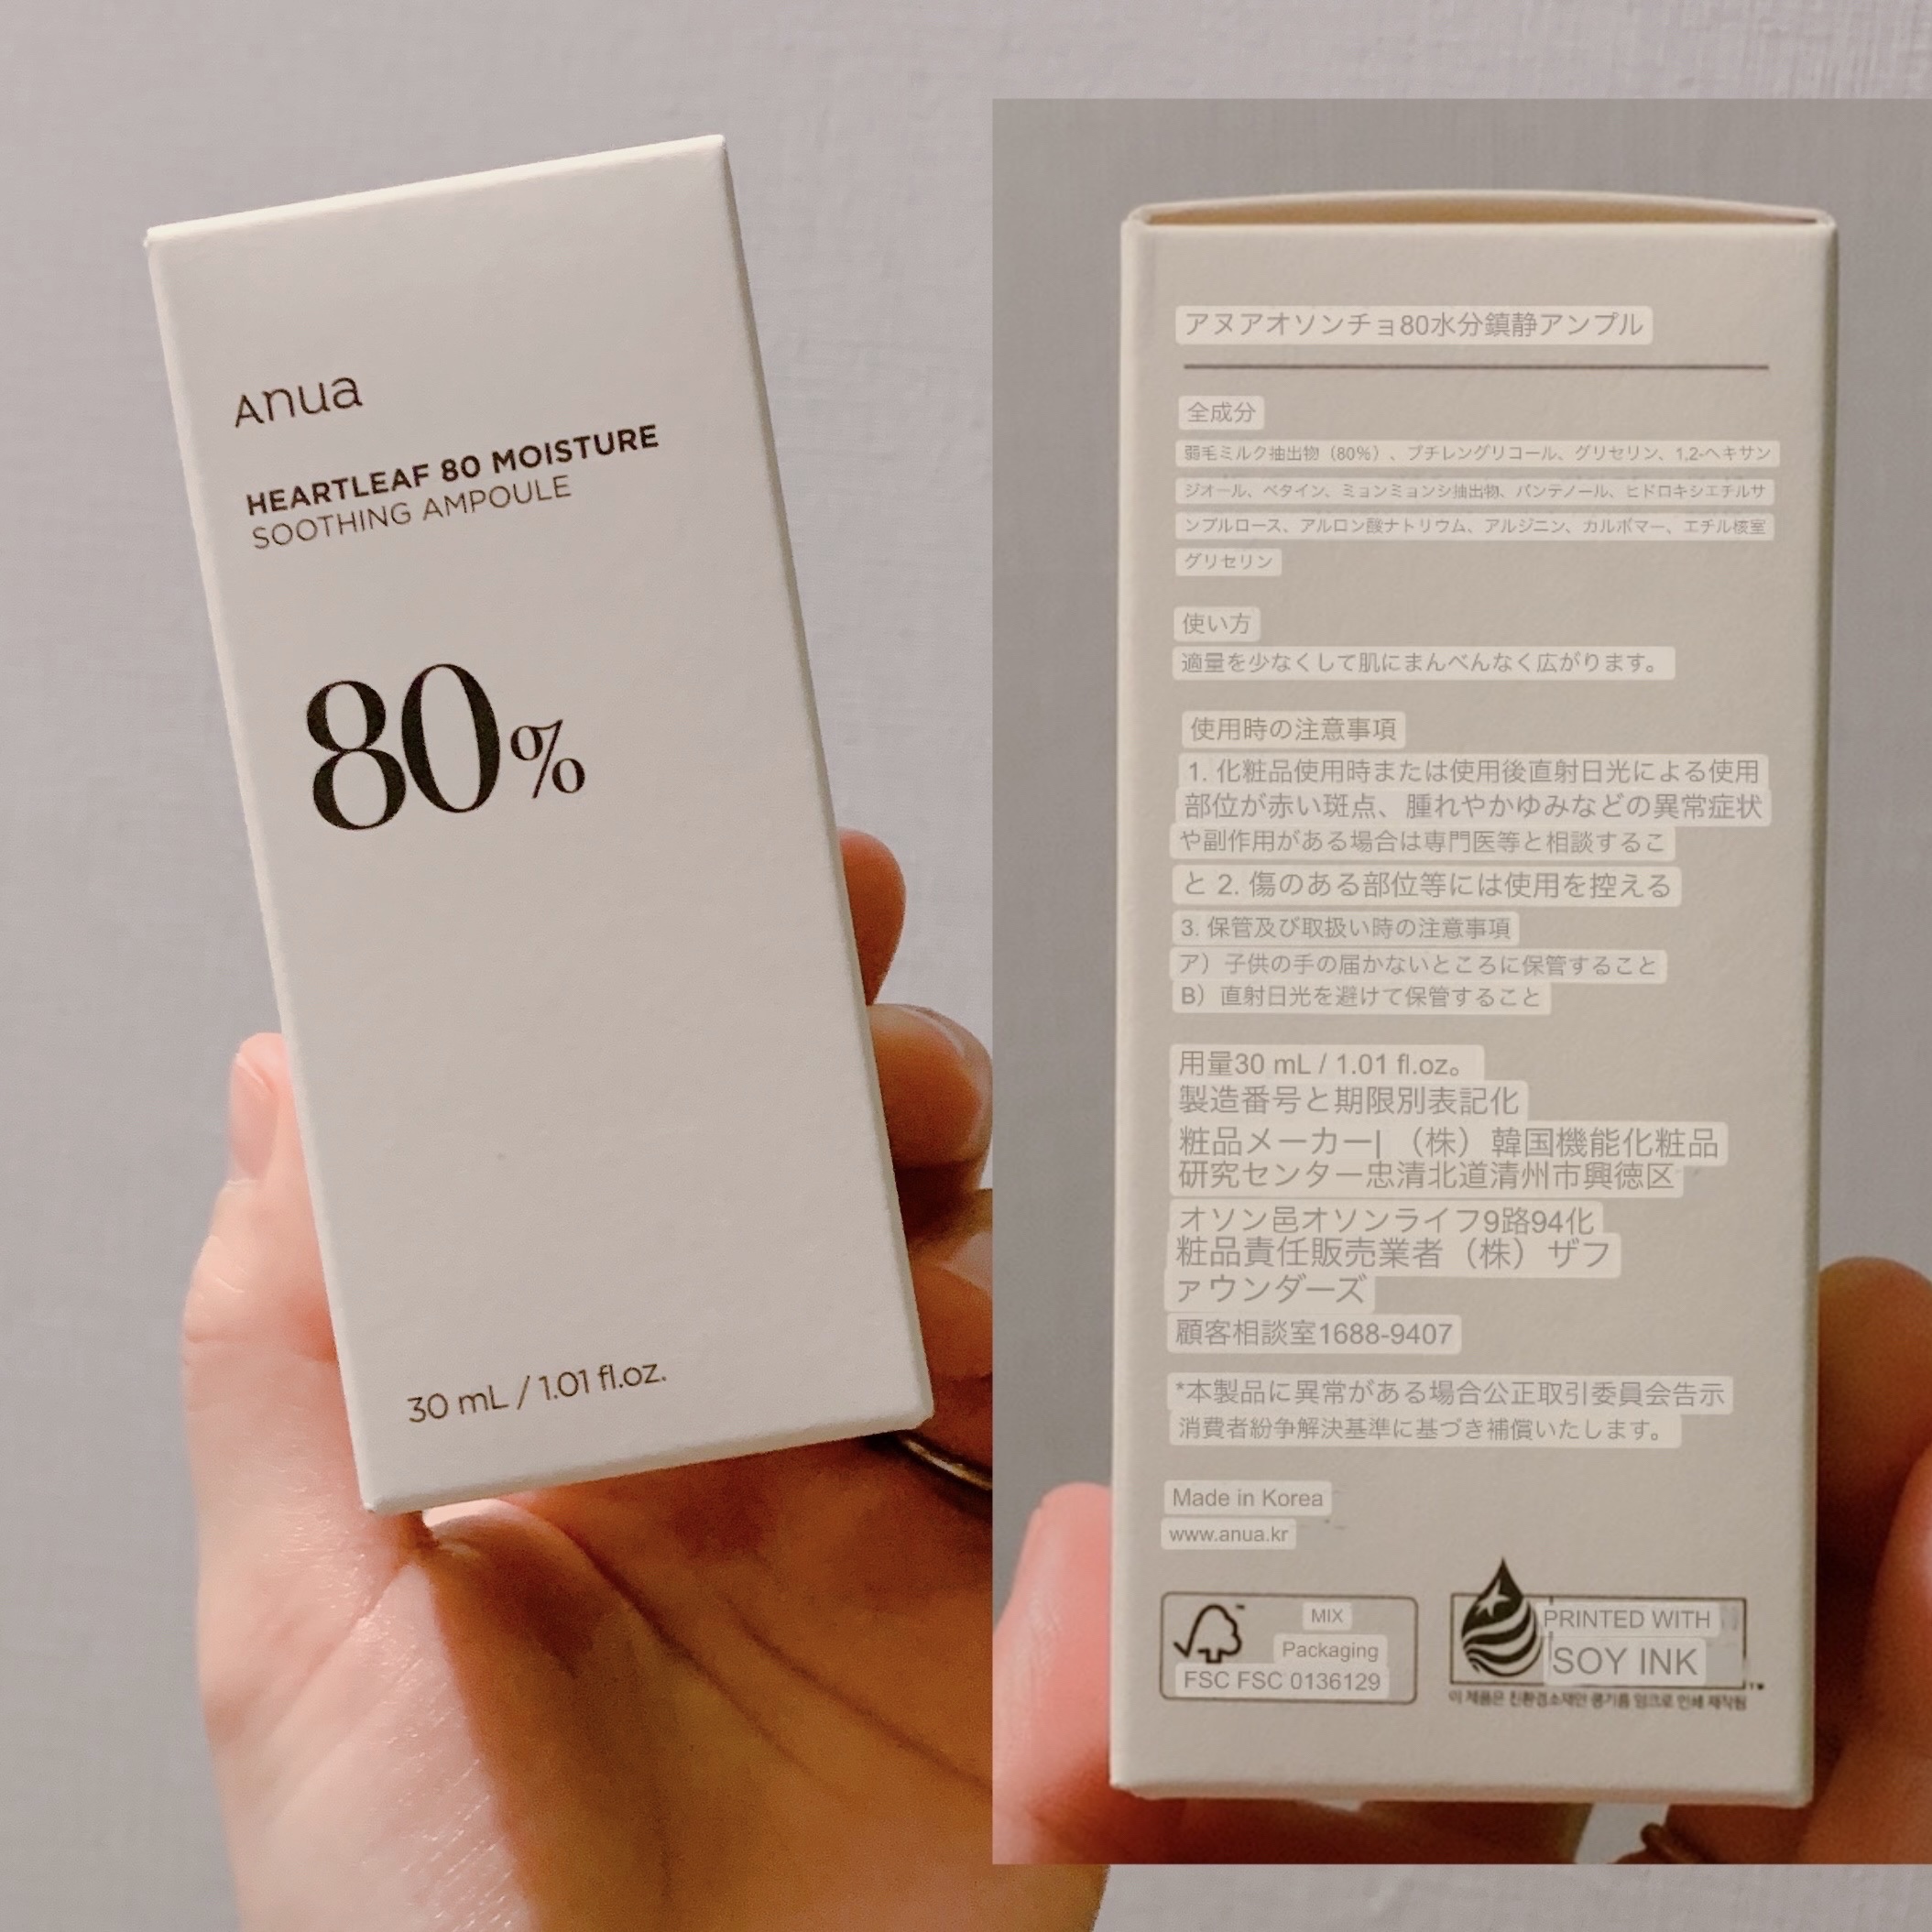 Anua
HEARTLEAF 80 MOISTURE
SOOTHING AMPOULE
80%
30 mL / 1.01 fl.oz.
アヌアオソンチョ80水分鎮静アンプル
全成分
弱毛ミルク抽出物（80%）、ブチレングリコール、グリセリン、1,2-ヘキサン
ジオール、ベタイン、ミョンミョンシ抽出物、パンテノール、ヒドロキシエチルサ
ンブルロース、アルロン酸ナトリウム、アルジニン、カルボマー、エチル核室
グリセリン
使い方
適量を少なくして肌にまんべんなく広がります。
使用時の注意事項
1. 化粧品使用時または使用後直射日光による使用
部位が赤い斑点、腫れやかゆみなどの異常症状
や副作用がある場合は専門医等と相談するこ
と 2. 傷のある部位等には使用を控える
3. 保管及び取扱い時の注意事項
ア）子供の手の届かないところに保管すること
B）直射日光を避けて保管すること
用量30 mL / 1.01 fl.oz。
製造番号と期限別表記化
粧品メーカー| （株）韓国機能化粧品
研究センター忠清北道清州市興徳区
オソン邑オソンライフ9路94化
粧品責任販売業者（株）ザフ
ァウンダーズ
顧客相談室1688-9407
*本製品に異常がある場合公正取引委員会告示
消費者紛争解決基準に基づき補償いたします。
Made in Korea
www.anua.kr
MIX
Packaging
FSC FSC 0136129
PRINTED WITH
SOY INK
이 제품은 친환경소재인 콩기름 잉크로 인쇄 제작됨